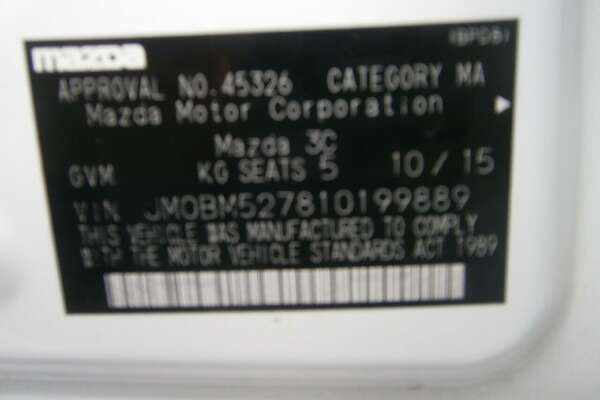 mazda
APPROVAL NO.45326 CATEGORY MA
Mazda Motor Corporation
Mazda 3C
GVM KG SEATS 5 10/15
VIN JM0BM527810199889
THIS VEHICLE WAS MANUFACTURED TO COMPLY
WITH THE MOTOR VEHICLE STANDARDS ACT 1989